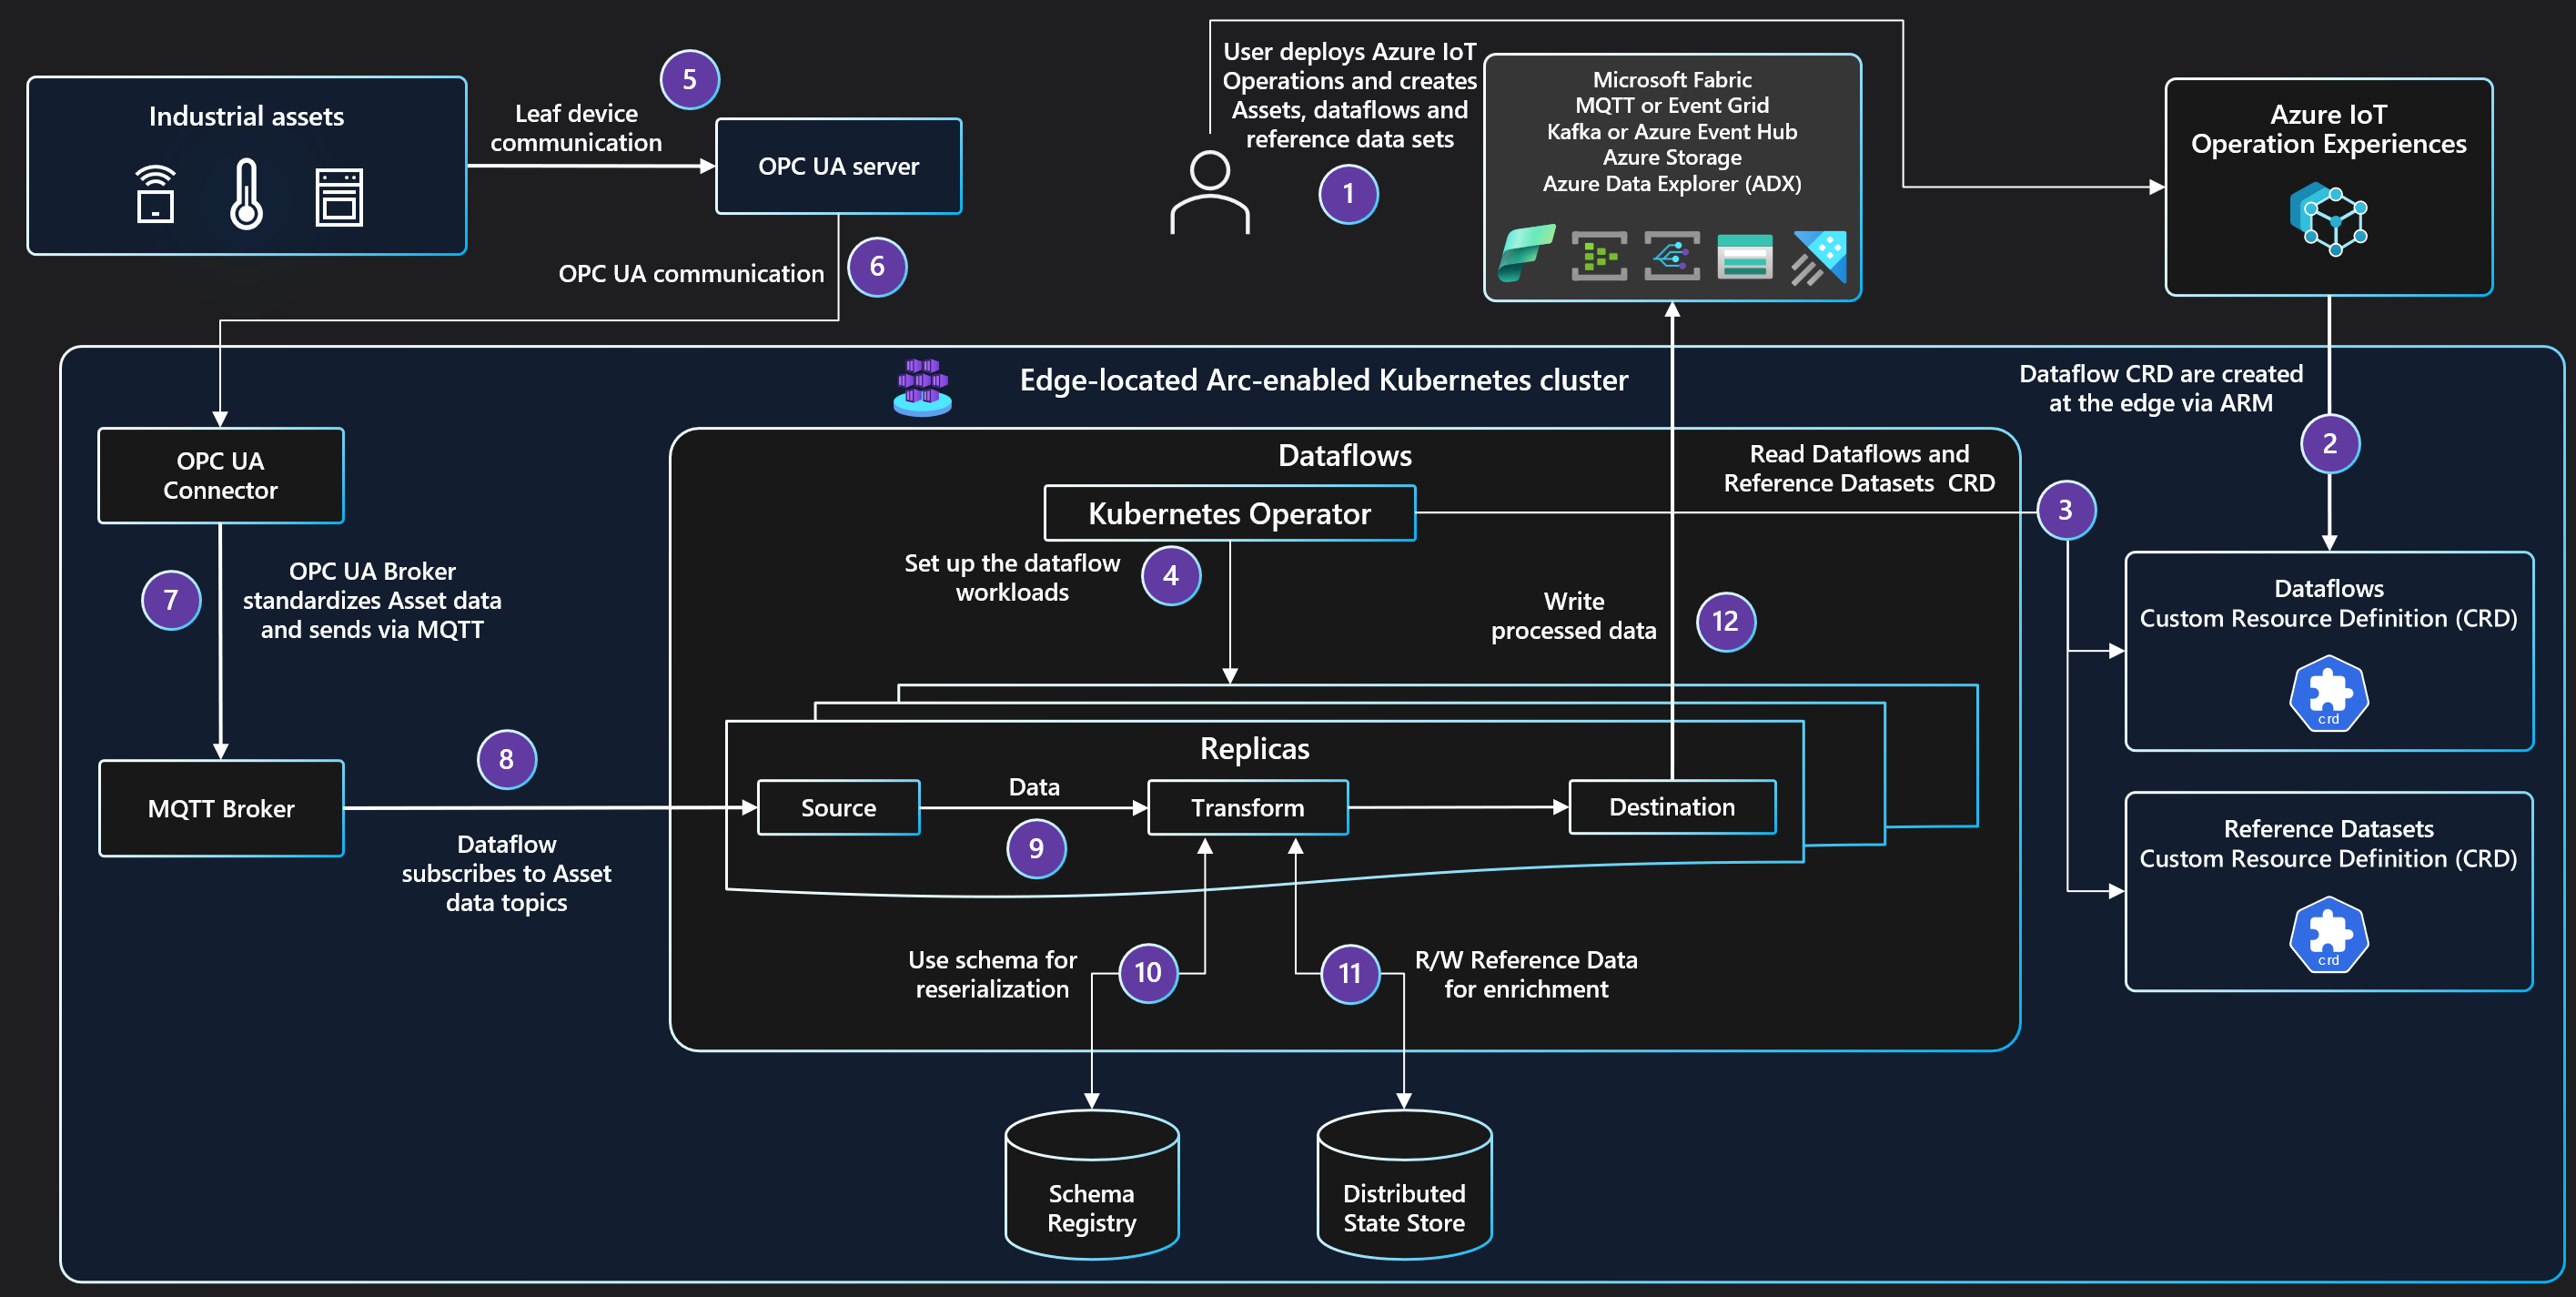 5
Industrial assets
Leaf device
communication
OPC UA server
6
OPC UA communication
User deploys Azure IoT
Operations and creates
Assets, dataflows and
reference data sets
1
Microsoft Fabric
MQTT or Event Grid
Kafka or Azure Event Hub
Azure Storage
Azure Data Explorer (ADX)
Azure IoT
Operation Experiences
Edge-located Arc-enabled Kubernetes cluster
Dataflow CRD are created
at the edge via ARM
2
OPC UA
Connector
7
OPC UA Broker
standardizes Asset data
and sends via MQTT
MQTT Broker
8
Dataflow
subscribes to Asset
data topics
Dataflows
Kubernetes Operator
Read Dataflows and
Reference Datasets  CRD
3
Set up the dataflow
workloads
4
Write
processed data
12
Replicas
Source
Data
9
Transform
Destination
Use schema for
reserialization
10
11
R/W Reference Data
for enrichment
Dataflows
Custom Resource Definition (CRD)
crd
Reference Datasets
Custom Resource Definition (CRD)
crd
Schema
Registry
Distributed
State Store